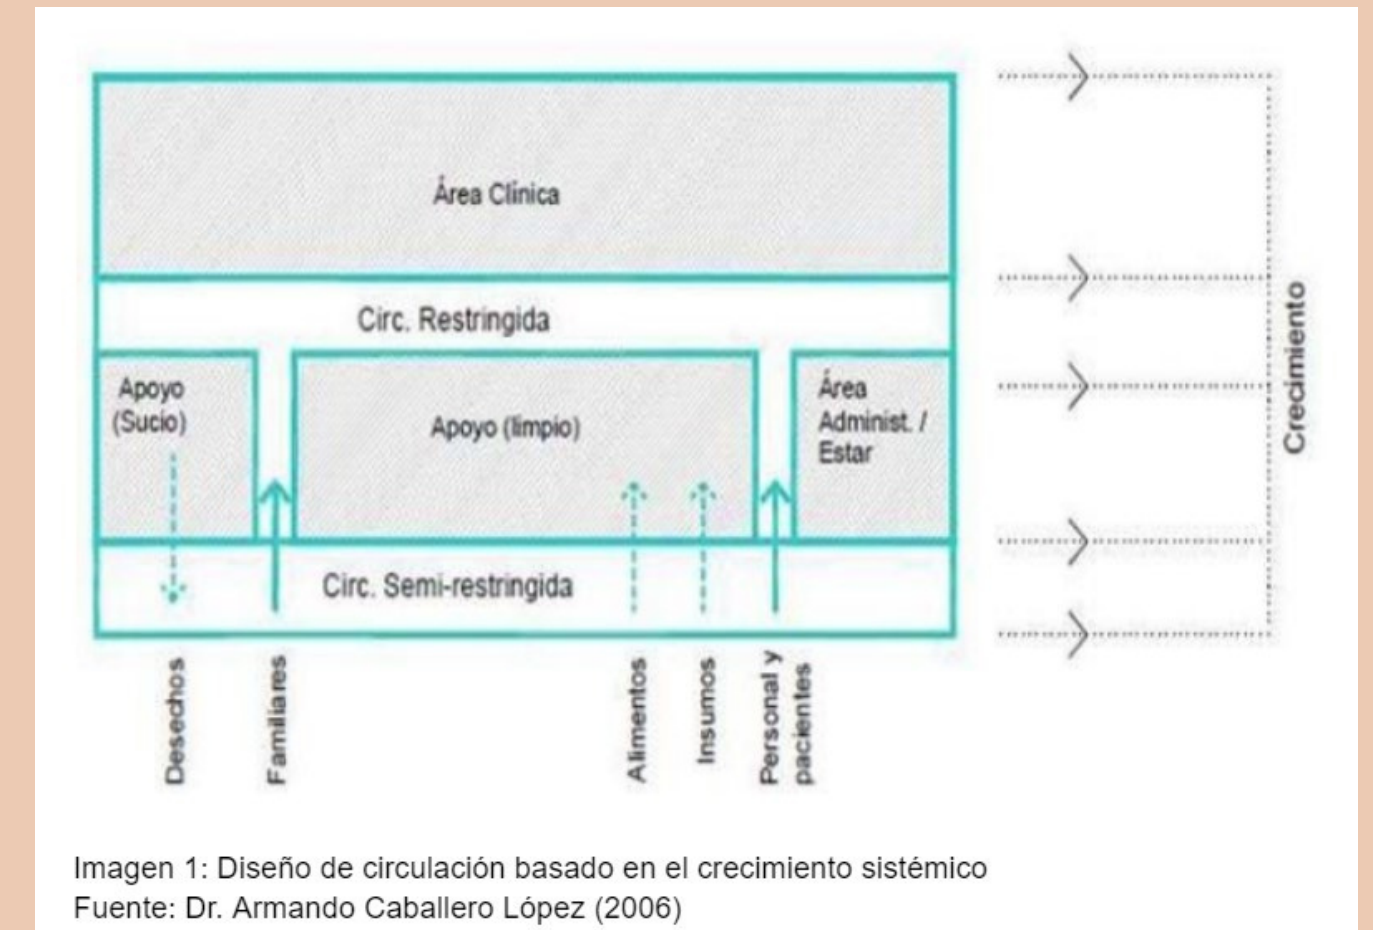 Área Clínica
Circ. Restringida
Apoyo
(Sucio)
Apoyo (limpio)
Área
Administ. /
Estar
Circ. Semi-restringida
Desechos
Familiares
Alimentos
Insumos
Personal y
pacientes
Crecimiento
Imagen 1: Diseño de circulación basado en el crecimiento sistémico
Fuente: Dr. Armando Caballero López (2006)